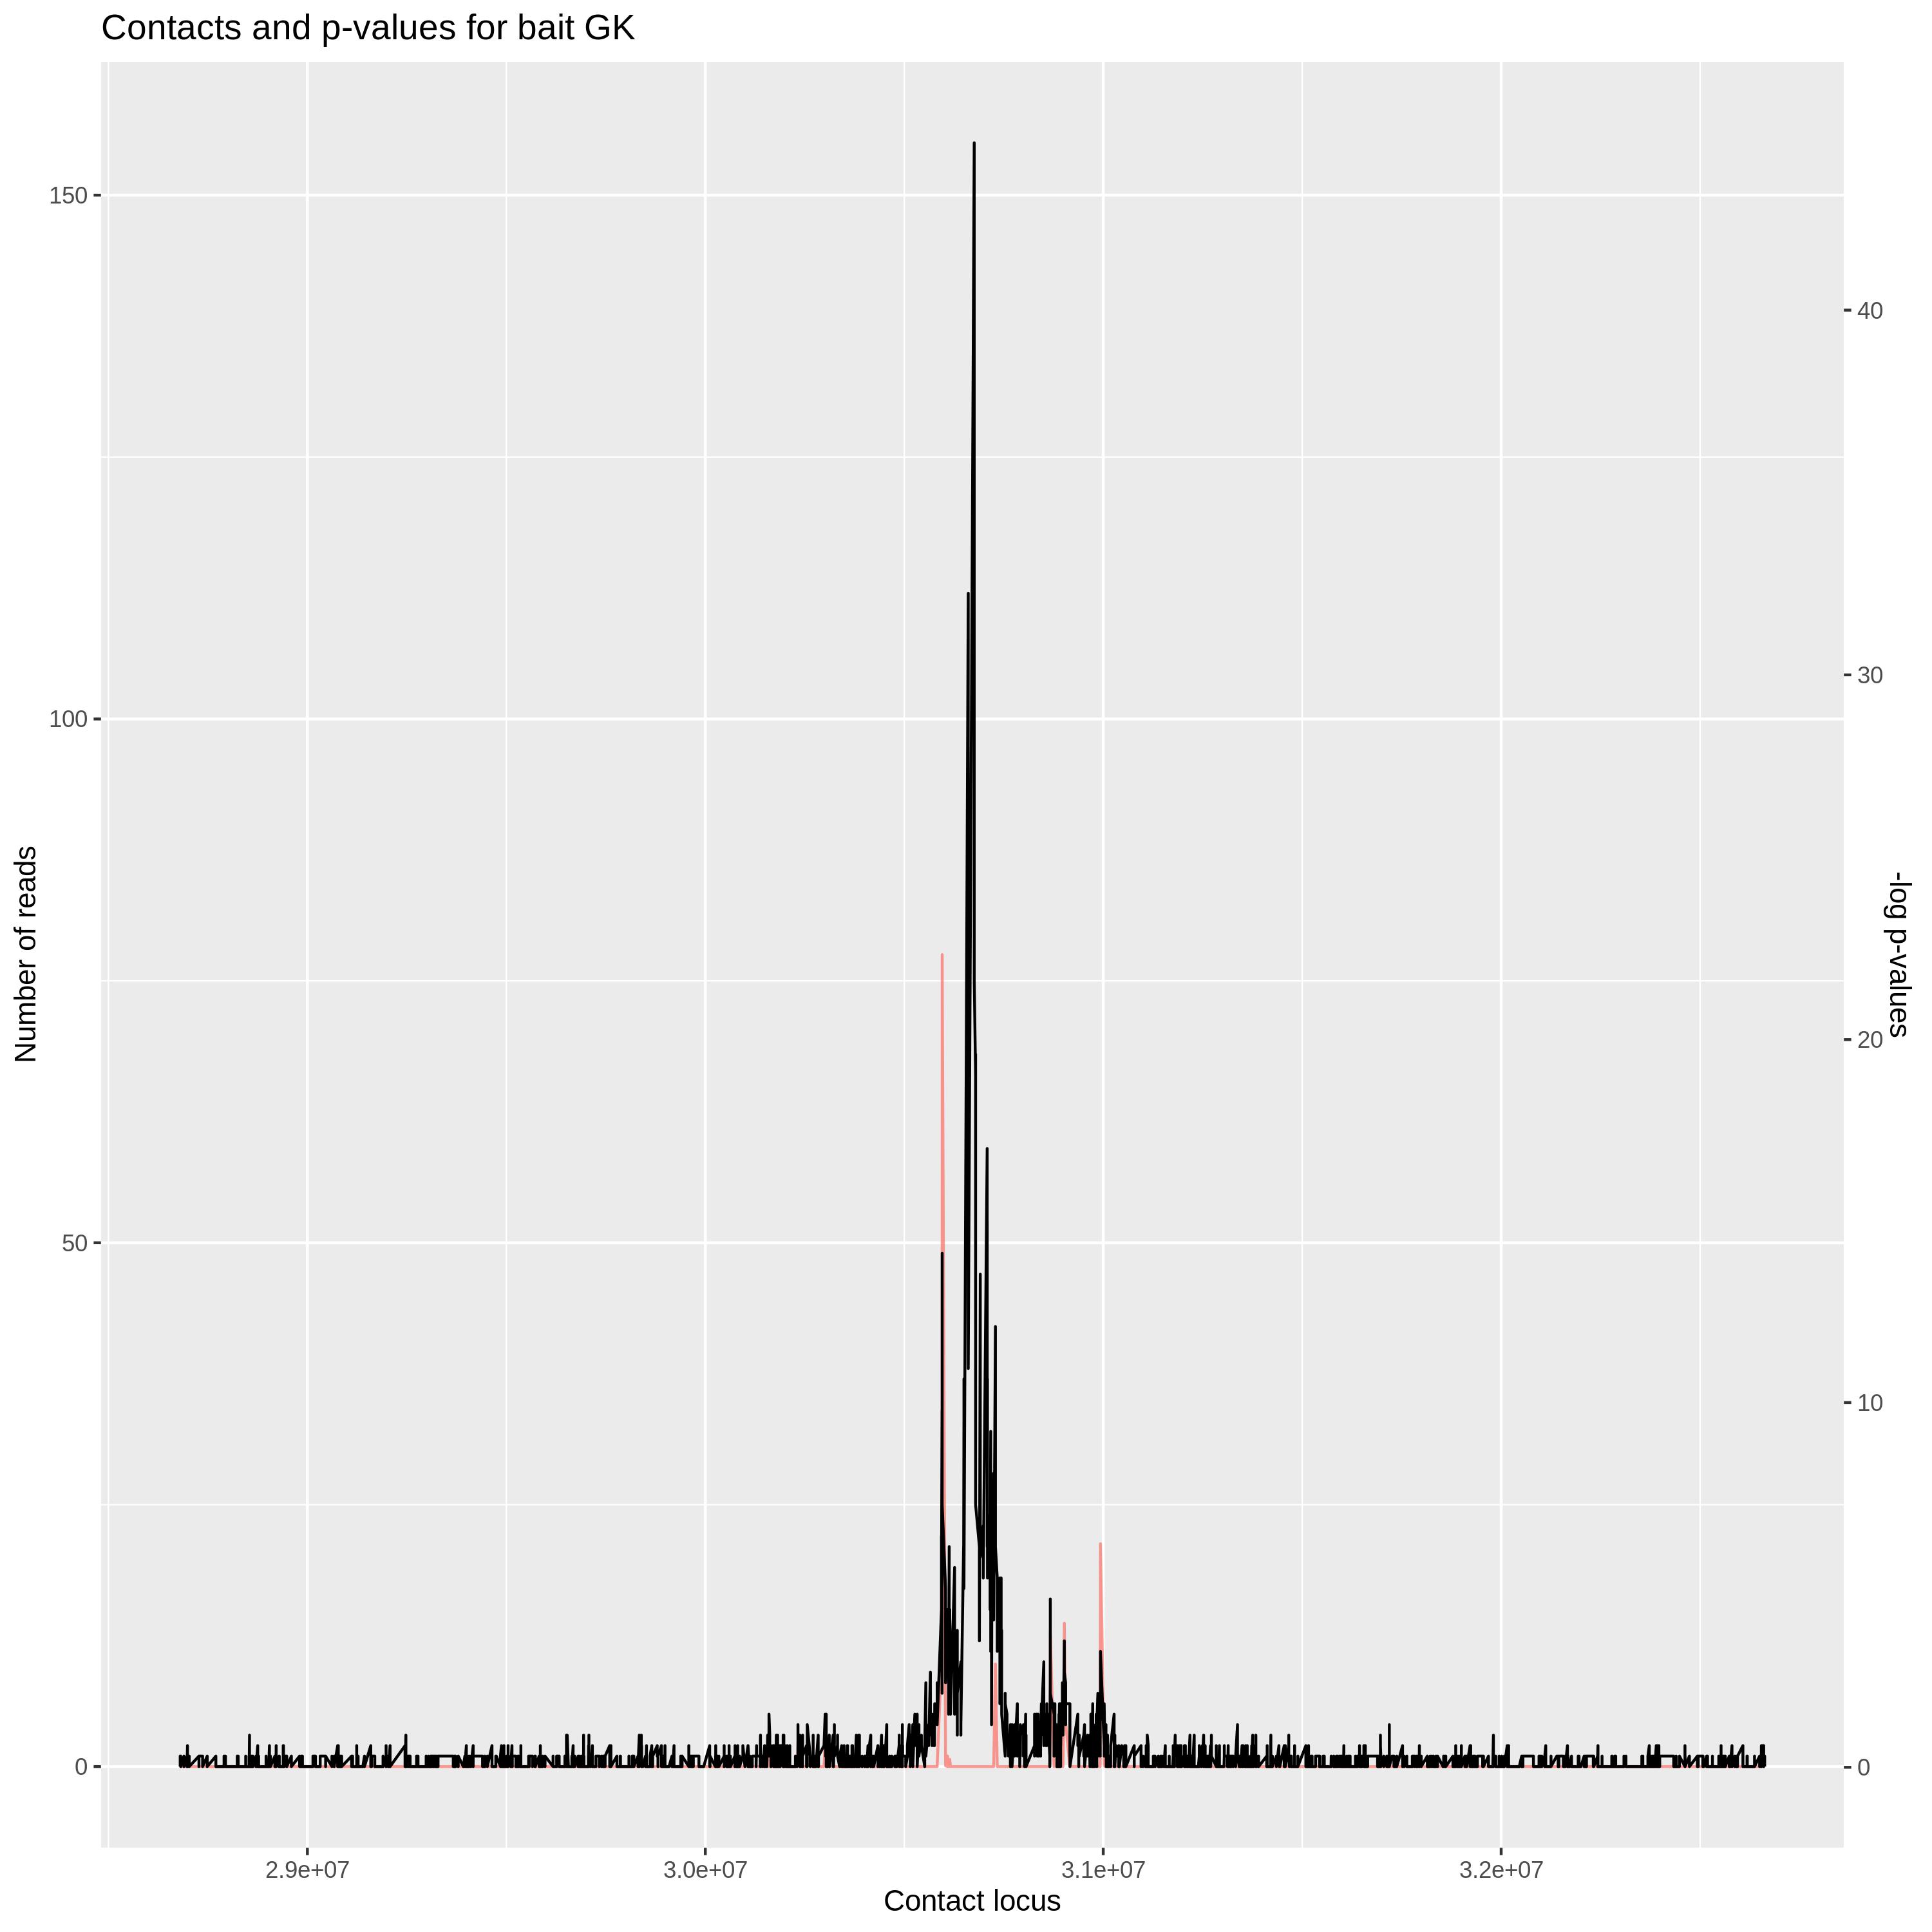 Contacts and p-values for bait GK
150
100
50
0
Number of reads
40
30
20
10
0
-log p-values
2.9e+07
3.0e+07
3.1e+07
3.2e+07
Contact locus